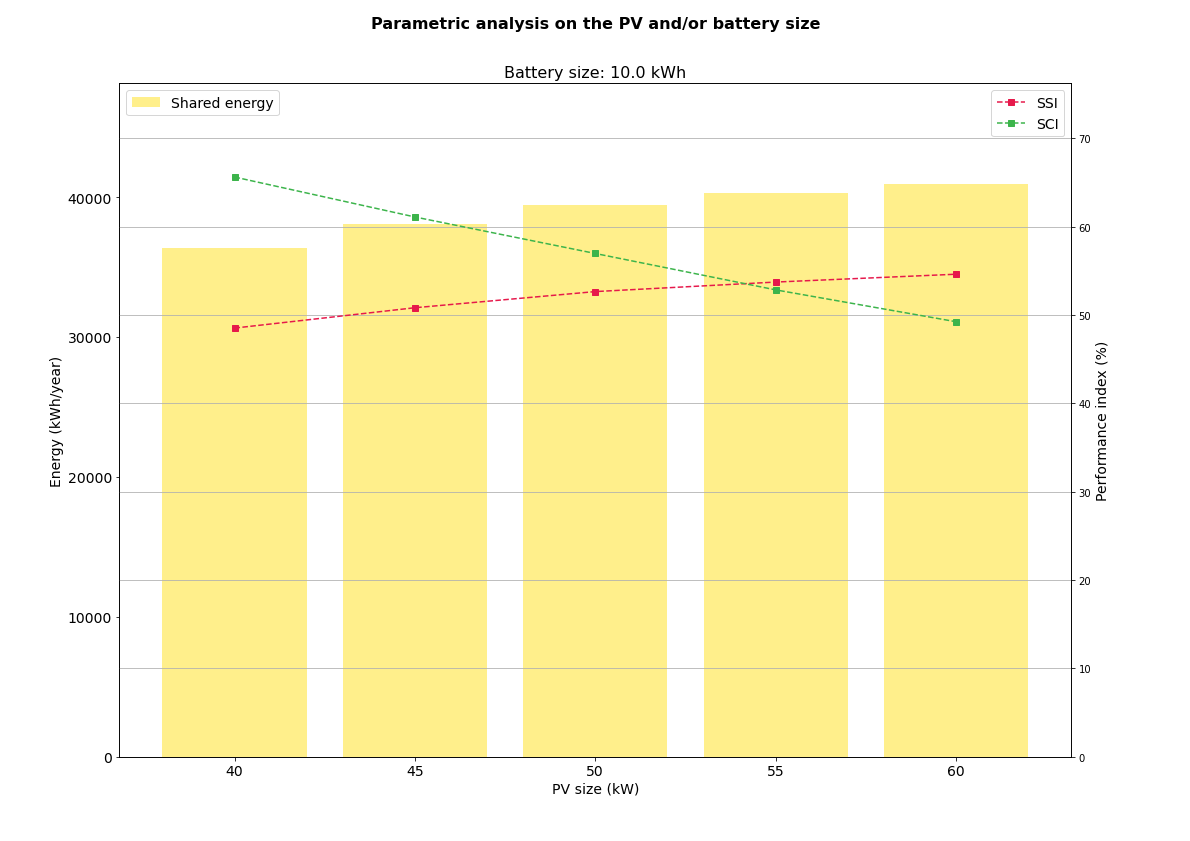 Parametric analysis on the PV and/or battery size
Battery size: 10.0 kWh
Shared energy
SSI
SCI
Energy (kWh/year)
40000
30000
20000
10000
0
70
60
50
40
30
20
10
0
Performance index (%)
40 45 50 55 60
PV size (kW)